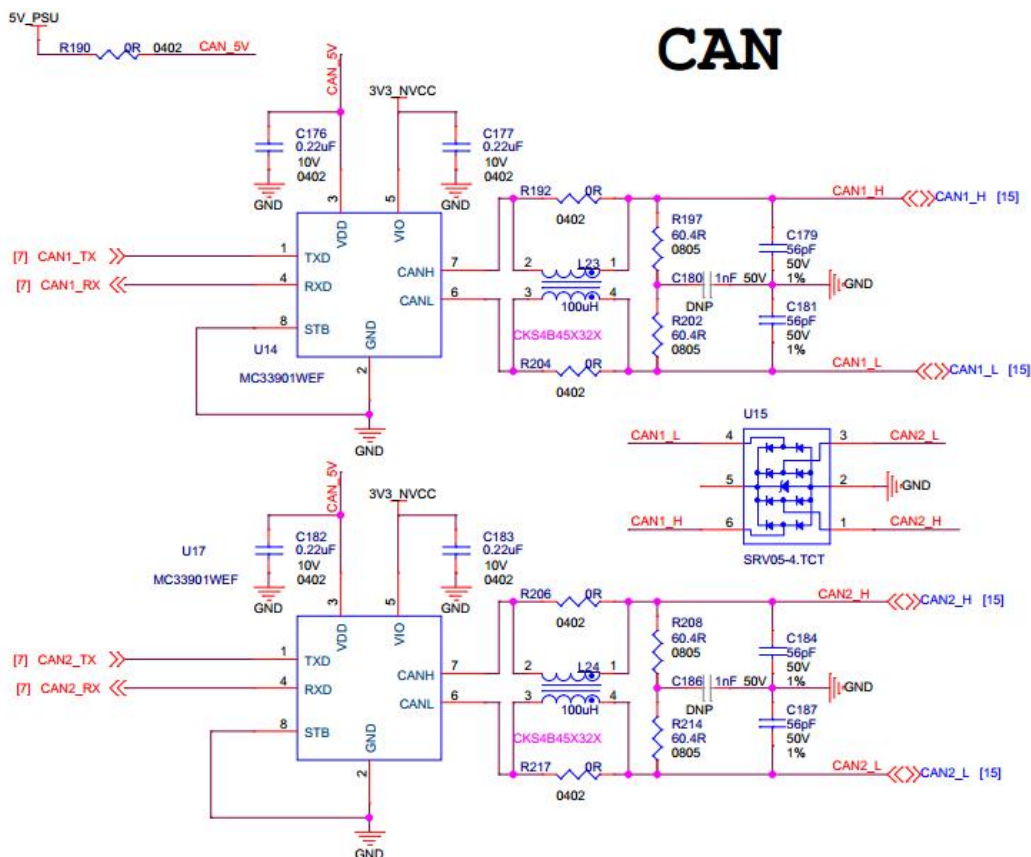 CAN
5V_PSU
R190 0R 0402 CAN_5V
CAN_5V
3V3_NVCC
C176
0.22uF
10V
0402
GND
C177
0.22uF
10V
0402
GND
3
5
VDD
VIO
[7] CAN1_TX 1 TXD
[7] CAN1_RX 4 RXD
8 STB
CANH 7
CANL 6
GND
2
U14
MC33901WEF
GND
R192 0R
0402
2 L23 1
3 4
100uH
CKS4B45X32X
R204 0R
0402
R197
60.4R
0805
C180 1nF 50V
DNP
R202
60.4R
0805
C179
56pF
50V
1%
GND
C181
56pF
50V
1%
CAN1_H CAN1_H [15]
CAN1_L CAN1_L [15]
U15
CAN1_L 4 3 CAN2_L
5 2 GND
CAN1_H 6 1 CAN2_H
SRV05-4.TCT
CAN_5V
3V3_NVCC
U17
MC33901WEF
C182
0.22uF
10V
0402
GND
C183
0.22uF
10V
0402
GND
3
5
VDD
VIO
[7] CAN2_TX 1 TXD
[7] CAN2_RX 4 RXD
8 STB
CANH 7
CANL 6
GND
2
GND
R206 0R
0402
2 L24 1
3 4
100uH
CKS4B45X32X
R217 0R
0402
R208
60.4R
0805
C186 1nF 50V
DNP
R214
60.4R
0805
C184
56pF
50V
1%
GND
C187
56pF
50V
1%
CAN2_H CAN2_H [15]
CAN2_L CAN2_L [15]